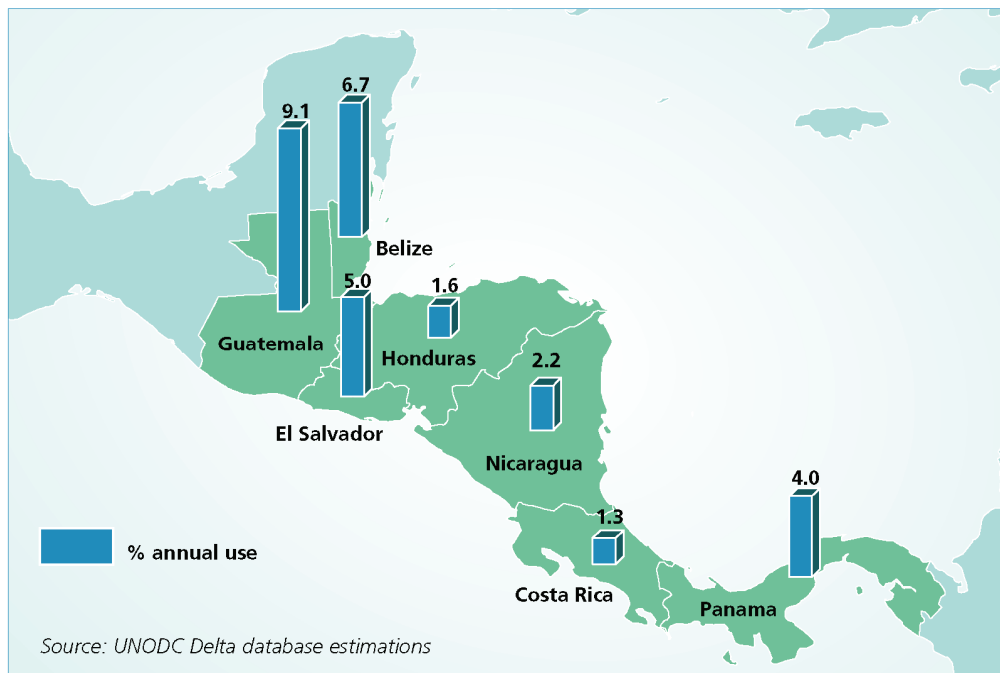 6.7
9.1
Belize
5.0
1.6
Guatemala
Honduras
2.2
El Salvador
Nicaragua
4.0
1.3
% annual use
Costa Rica
Panama
Source: UNODC Delta database estimations